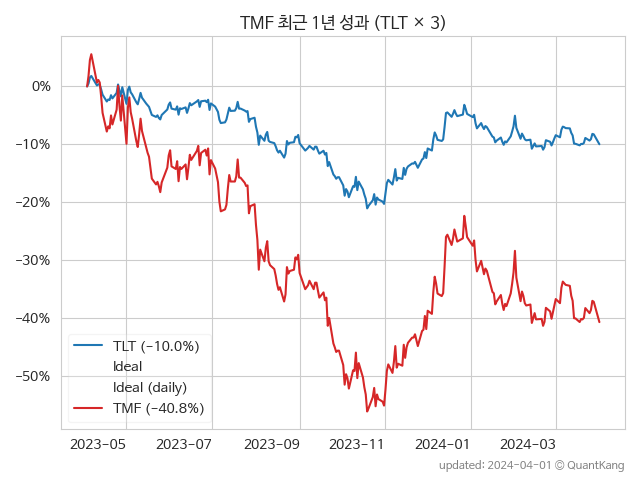 TMF 최근 1년 성과 (TLT × 3)
0%
−10%
−20%
−30%
−40%
−50%
TLT (−10.0%)
Ideal
Ideal (daily)
TMF (−40.8%)
2023−05
2023−07
2023−09
2023−11
2024−01
2024−03
updated: 2024−04−01 © QuantKang